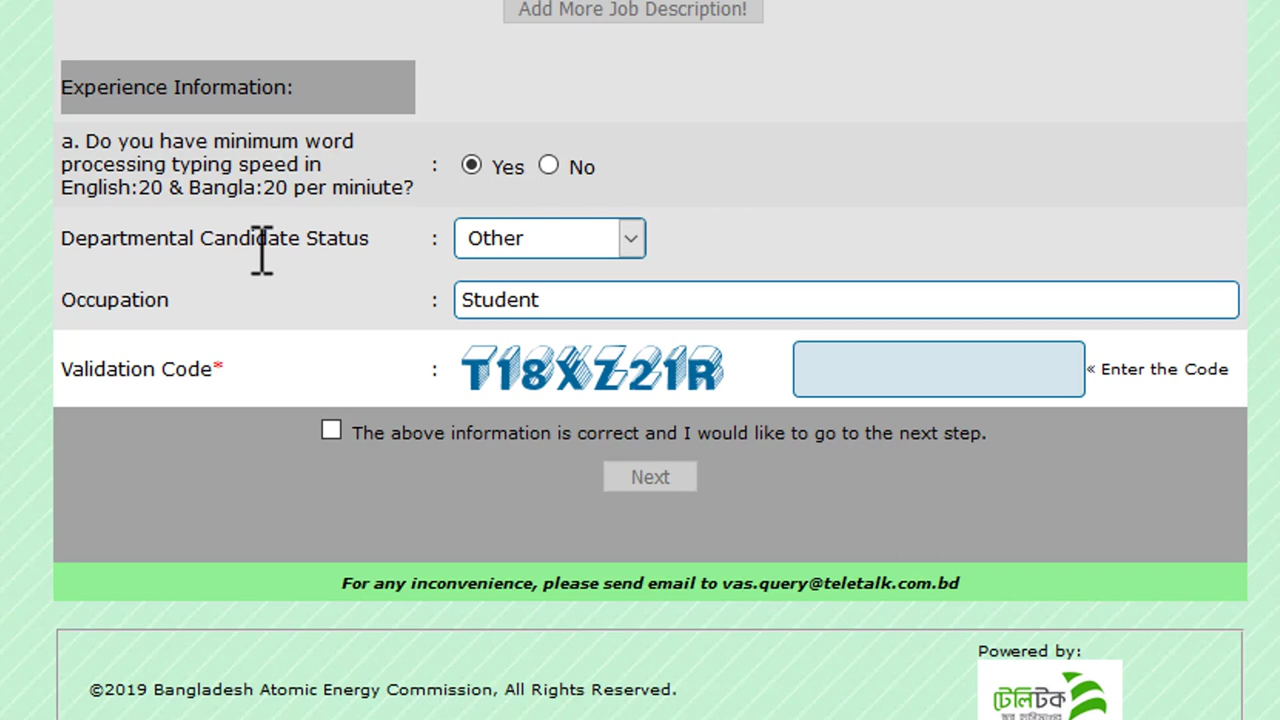 Add More Job Description!
Experience Information:
a. Do you have minimum word
processing typing speed in
English:20 & Bangla:20 per miniute?
:
Yes
No
Departmental Candidate Status : Other
Occupation : Student
Validation Code* : T18XZ21R « Enter the Code
The above information is correct and I would like to go to the next step.
Next
For any inconvenience, please send email to vas.query@teletalk.com.bd
Powered by:
©2019 Bangladesh Atomic Energy Commission, All Rights Reserved.
টেলিটক